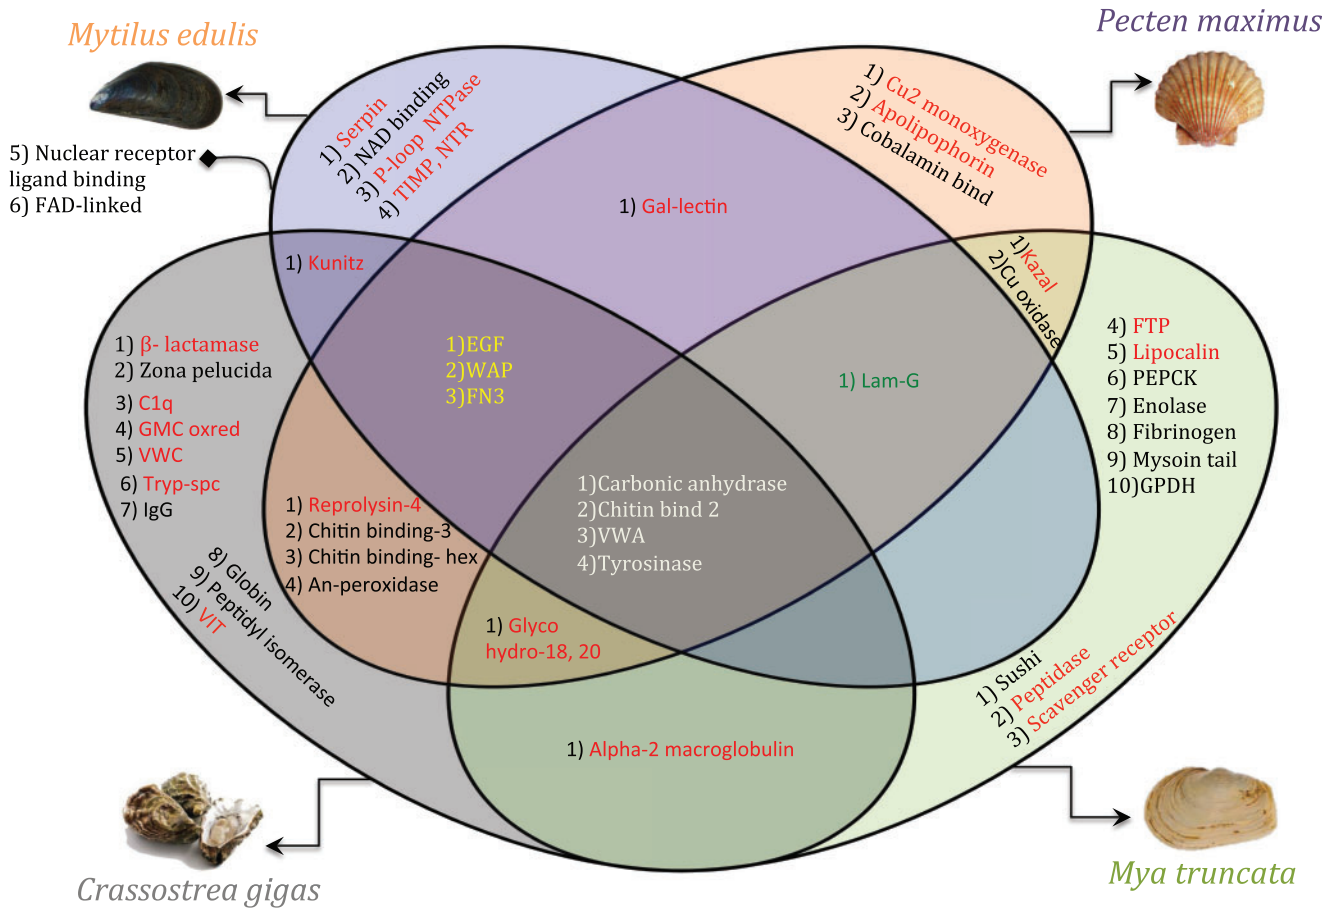 Mytilus edulis
Pecten maximus
1) Serpin
2) NAD binding
3) P-loop NTPase
4) TIMP, NTR
5) Nuclear receptor
ligand binding
6) FAD-linked
1) Cu2 monoxygenase
2) Apolipophorin
3) Cobalamin bind
1) Gal-lectin
1) Kunitz
1)Kazal
2)Cu oxidase
1) β- lactamase
2) Zona pelucida
3) C1q
4) GMC oxred
5) VWC
6) Tryp-spc
7) IgG
8) Globin
9) Peptidyl isomerase
10) VIT
1)EGF
2)WAP
3)FN3
1) Lam-G
4) FTP
5) Lipocalin
6) PEPCK
7) Enolase
8) Fibrinogen
9) Mysoin tail
10)GPDH
1) Reprolysin-4
2) Chitin binding-3
3) Chitin binding- hex
4) An-peroxidase
1)Carbonic anhydrase
2)Chitin bind 2
3)VWA
4)Tyrosinase
1) Glyco
hydro-18, 20
1) Sushi
2) Peptidase
3) Scavenger receptor
1) Alpha-2 macroglobulin
Crassostrea gigas
Mya truncata